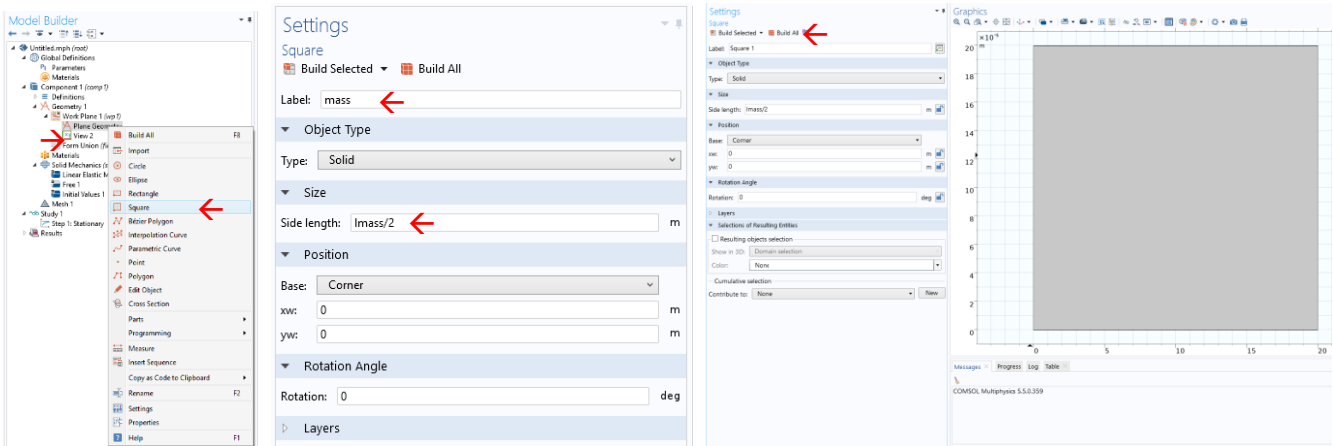 Model Builder
Untitled.mph (root)
Global Definitions
Parameters
Materials
Component 1 (comp1)
Definitions
Geometry 1
Work Plane 1 (wp1)
Plane Geometry
View 2
Form Union
Materials
Solid Mechanics
Linear Elastic M
Free 1
Initial Values 1
Mesh 1
Study 1
Step 1: Stationary
Results
Build All F8
Import
Circle
Ellipse
Rectangle
Square
Bézier Polygon
Interpolation Curve
Parametric Curve
Point
Polygon
Edit Object
Cross Section
Parts
Programming
Measure
Insert Sequence
Copy as Code to Clipboard
Rename F2
Settings
Properties
Help F1
Settings
Square
Build Selected Build All
Label: mass
Object Type
Type: Solid
Size
Side length: lmass/2 m
Position
Base: Corner
xw: 0 m
yw: 0 m
Rotation Angle
Rotation: 0 deg
Layers
Settings
Square
Build Selected Build All
Label: Square 1
Object Type
Type: Solid
Size
Side length: lmass/2 m
Position
Base: Corner
xw: 0 m
yw: 0 m
Rotation Angle
Rotation: 0 deg
Layers
Selections of Resulting Entities
Resulting objects selection
Show in 3D: Domain selection
Color: None
Cumulative selection
Contribute to: None New
Graphics
m
20
18
16
14
12
10
8
6
4
2
0
0 5 10 15 20
Messages Progress Log Table
COMSOL Multiphysics 5.5.0.359